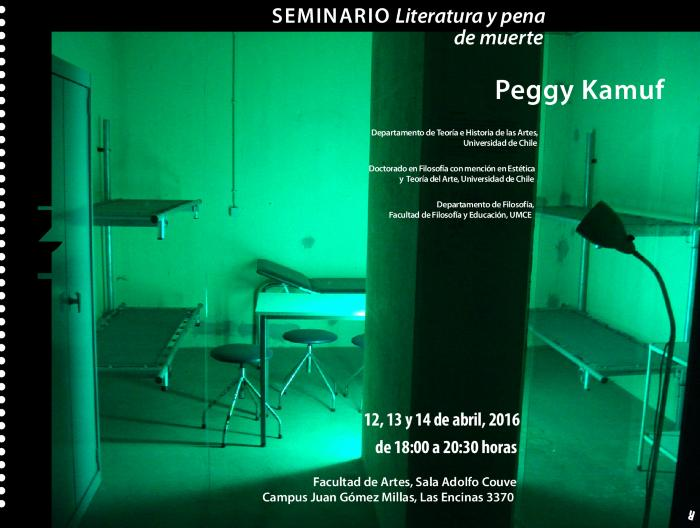 SEMINARIO Literatura y pena
de muerte
Peggy Kamuf
Departamento de Teoría e Historia de las Artes,
Universidad de Chile
Doctorado en Filosofía con mención en Estética
y Teoría del Arte, Universidad de Chile
Departamento de Filosofía,
Facultad de Filosofía y Educación, UMCE
12, 13 y 14 de abril, 2016
de 18:00 a 20:30 horas
Facultad de Artes, Sala Adolfo Couve
Campus Juan Gómez Millas, Las Encinas 3370